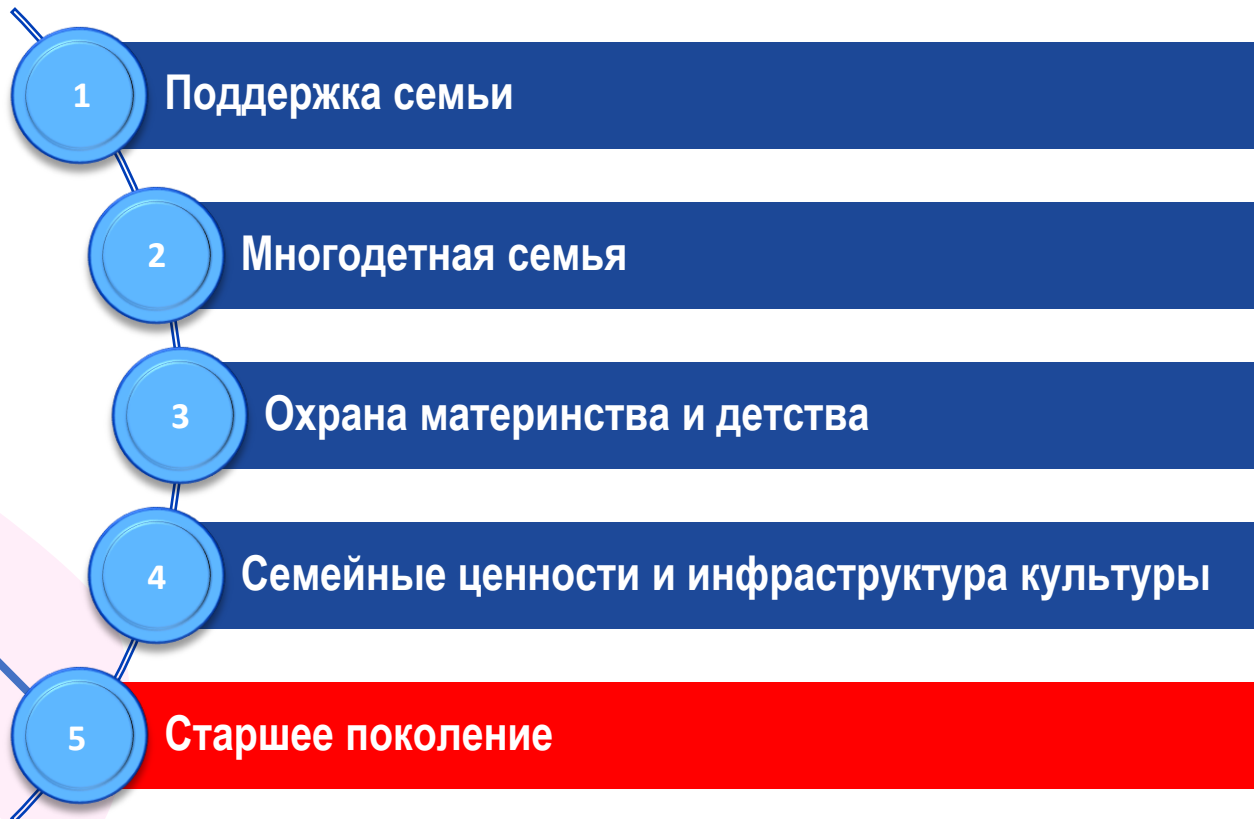 1 Поддержка семьи
2 Многодетная семья
3 Охрана материнства и детства
4 Семейные ценности и инфраструктура культуры
5 Старшее поколение